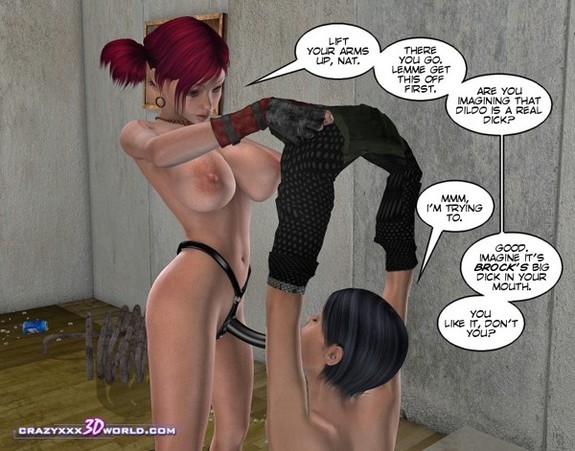 LIFT
YOUR ARMS
UP, NAT.
THERE
YOU GO.
LEMME GET
THIS OFF
FIRST.
ARE YOU
IMAGINING THAT
DILDO IS A REAL
DICK?
MMM,
I'M TRYING
TO.
GOOD.
IMAGINE IT'S
BROCK'S BIG
DICK IN YOUR
MOUTH.
YOU
LIKE IT, DON'T
YOU?
CRAZYXXX3DWORLD.COM